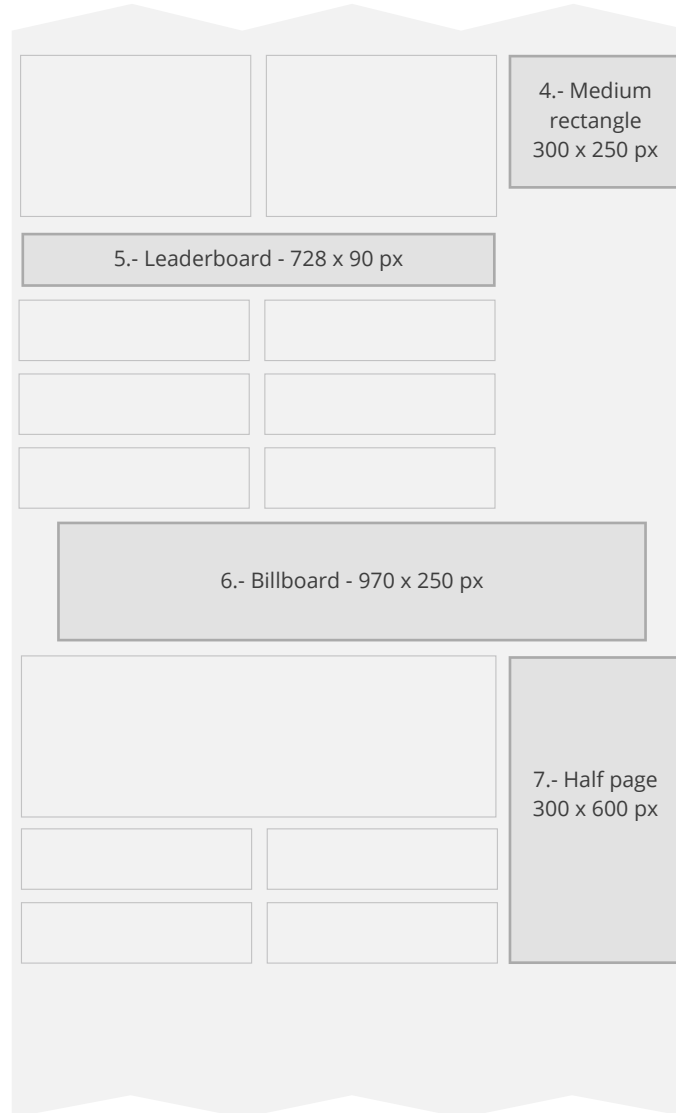 4.- Medium
rectangle
300 x 250 px
5.- Leaderboard - 728 x 90 px
6.- Billboard - 970 x 250 px
7.- Half page
300 x 600 px